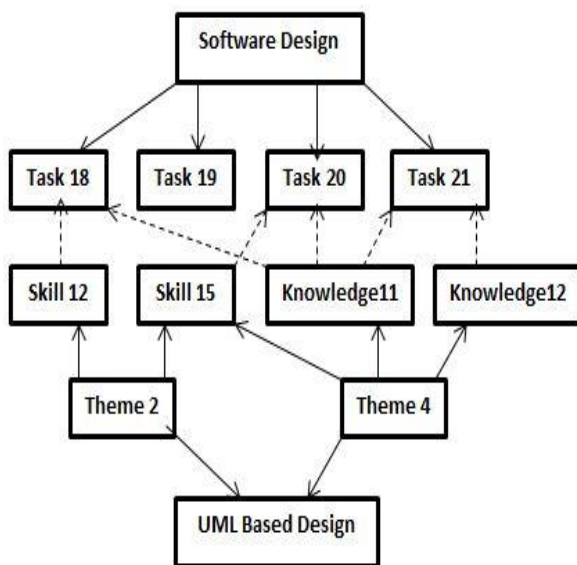 Software Design
Task 18
Task 19
Task 20
Task 21
Skill 12
Skill 15
Knowledge11
Knowledge12
Theme 2
Theme 4
UML Based Design